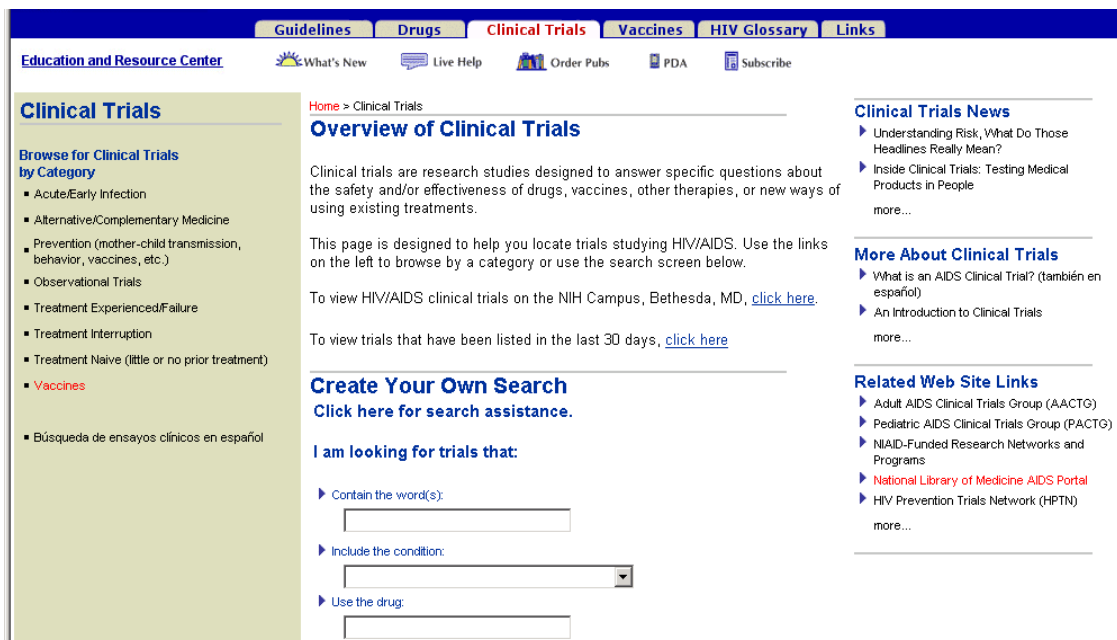 Guidelines Drugs Clinical Trials Vaccines HIV Glossary Links
Education and Resource Center What's New Live Help Order Pubs PDA Subscribe
Clinical Trials
Browse for Clinical Trials
by Category
Acute/Early Infection
Alternative/Complementary Medicine
Prevention (mother-child transmission,
behavior, vaccines, etc.)
Observational Trials
Treatment Experienced/Failure
Treatment Interruption
Treatment Naive (little or no prior treatment)
Vaccines
Búsqueda de ensayos clínicos en español
Home > Clinical Trials
Overview of Clinical Trials
Clinical trials are research studies designed to answer specific questions about
the safety and/or effectiveness of drugs, vaccines, other therapies, or new ways of
using existing treatments.
This page is designed to help you locate trials studying HIV/AIDS. Use the links
on the left to browse by a category or use the search screen below.
To view HIV/AIDS clinical trials on the NIH Campus, Bethesda, MD, click here.
To view trials that have been listed in the last 30 days, click here
Create Your Own Search
Click here for search assistance.
I am looking for trials that:
Contain the word(s):
Include the condition:
Use the drug:
Clinical Trials News
Understanding Risk, What Do Those
Headlines Really Mean?
Inside Clinical Trials: Testing Medical
Products in People
more...
More About Clinical Trials
What is an AIDS Clinical Trial? (también en
español)
An Introduction to Clinical Trials
more...
Related Web Site Links
Adult AIDS Clinical Trials Group (AACTG)
Pediatric AIDS Clinical Trials Group (PACTG)
NIAID-Funded Research Networks and
Programs
National Library of Medicine AIDS Portal
HIV Prevention Trials Network (HPTN)
more...